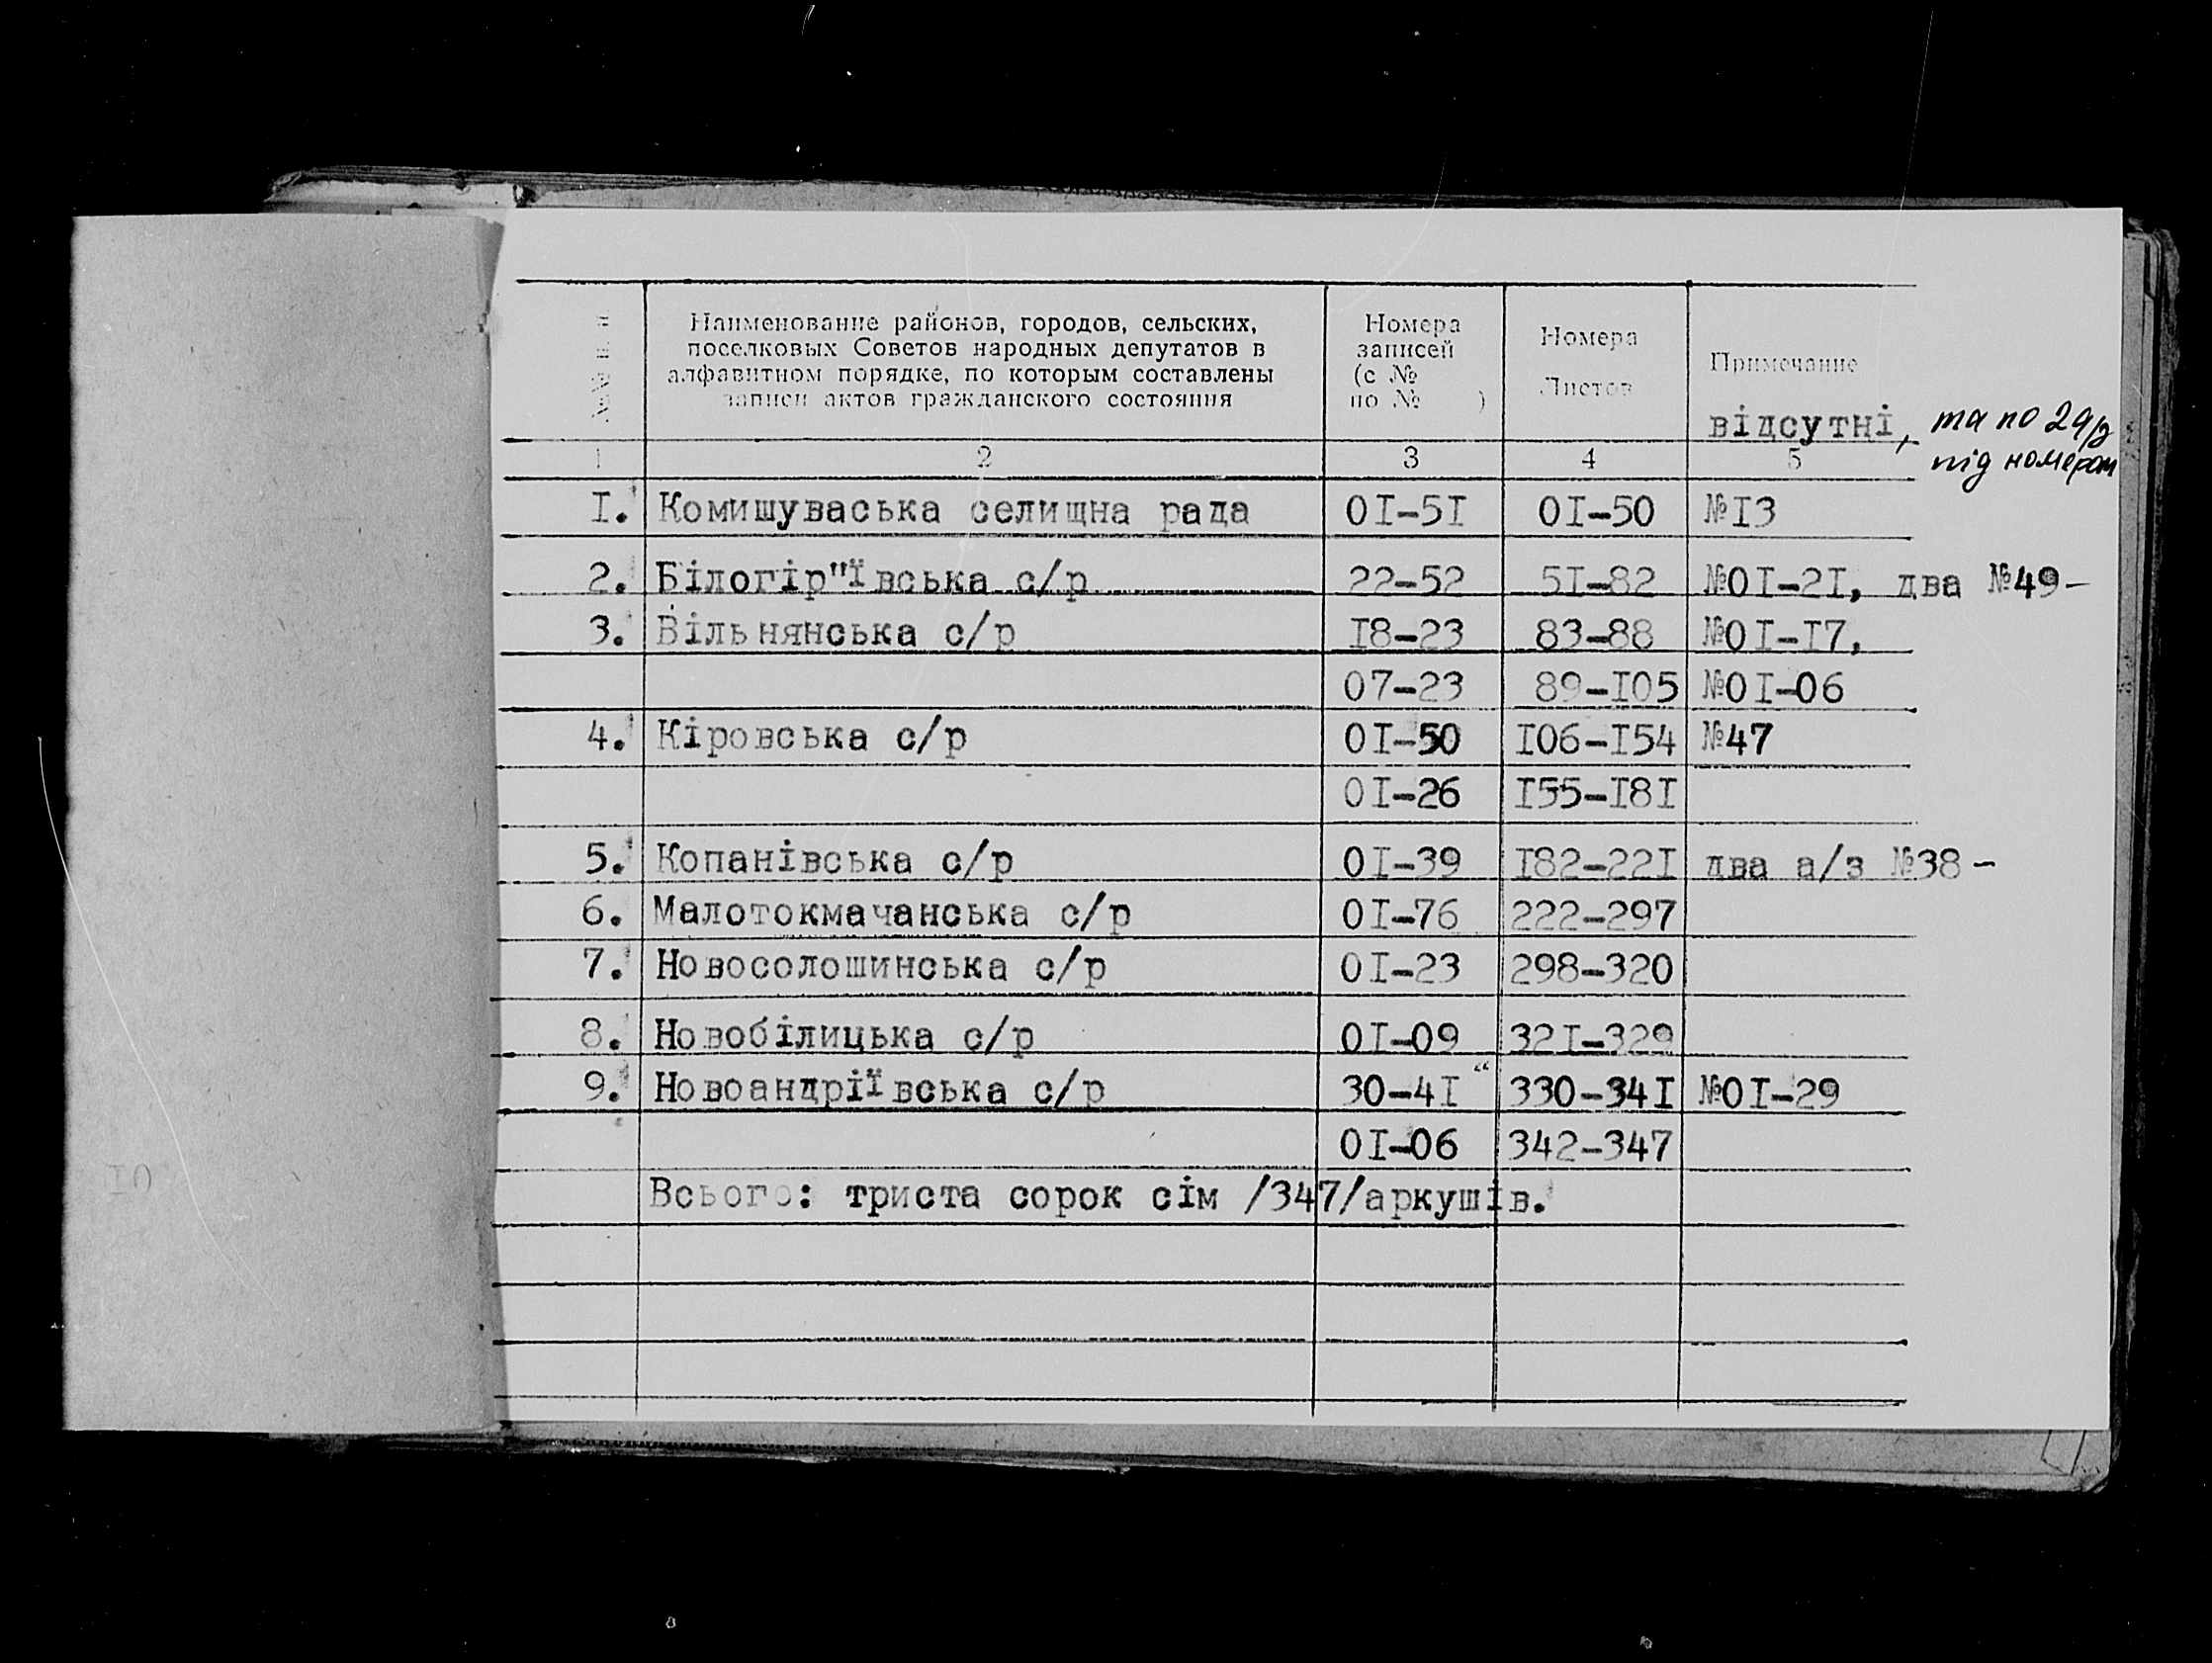 №№ п п
Наименование районов, городов, сельских,
поселковых Советов народных депутатов в
алфавитном порядке, по которым составлены
записи актов гражданского состояния
Номера
записей
(с №
по № )
Номера
Листов
Примечание
відсутні, та по 2 а/з
під номером
1 2 3 4 5
I. Комишуваська селищна рада 0I-5I 0I-50 №I3
2. Білогір"ївська с/р 22-52 5I-82 №0I-2I, два №49-
3. Вільнянська с/р I8-23 83-88 №0I-I7,
07-23 89-I05 №0I-06
4. Кіровська с/р 0I-50 I06-I54 №47
0I-26 I55-I8I
5. Копанівська с/р 0I-39 I82-22I два а/з №38-
6. Малотокмачанська с/р 0I-76 222-297
7. Новосолошинська с/р 0I-23 298-320
8. Новобілицька с/р 0I-09 32I-329
9. Новоандріївська с/р 30-4I 330-34I №0I-29
0I-06 342-347
Всього: триста сорок сім /347/аркушів.